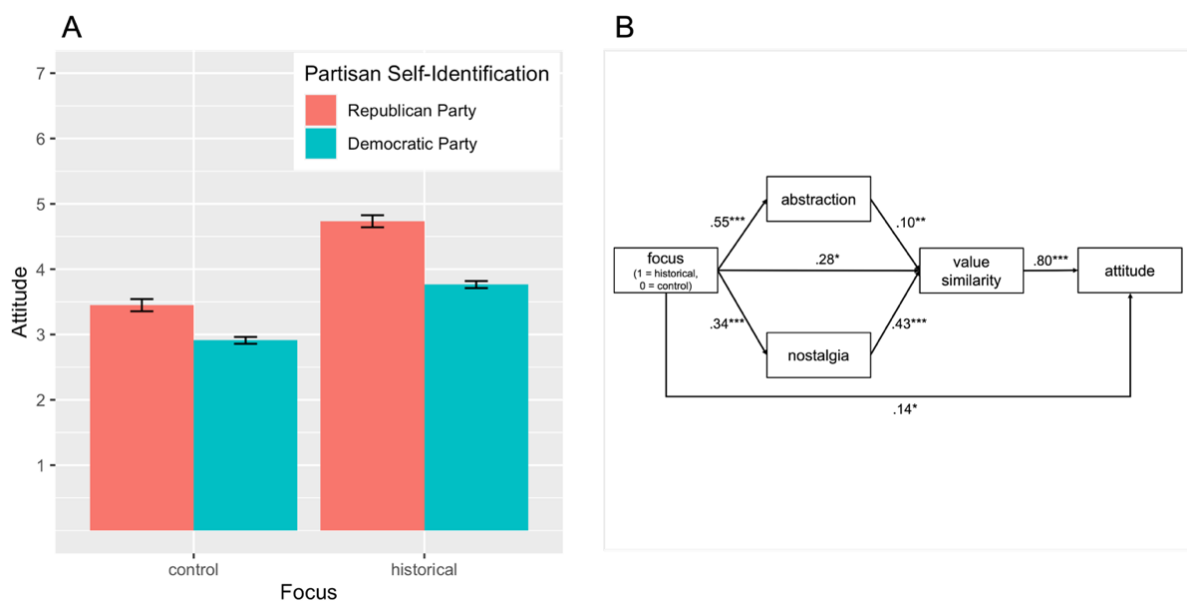 A
B
Partisan Self-Identification
Republican Party
Democratic Party
7
6
5
4
3
2
1
Attitude
control
historical
Focus
abstraction
.55***
.10**
focus
(1 = historical,
0 = control)
.28*
value
similarity
.80***
attitude
.34***
.43***
nostalgia
.14*